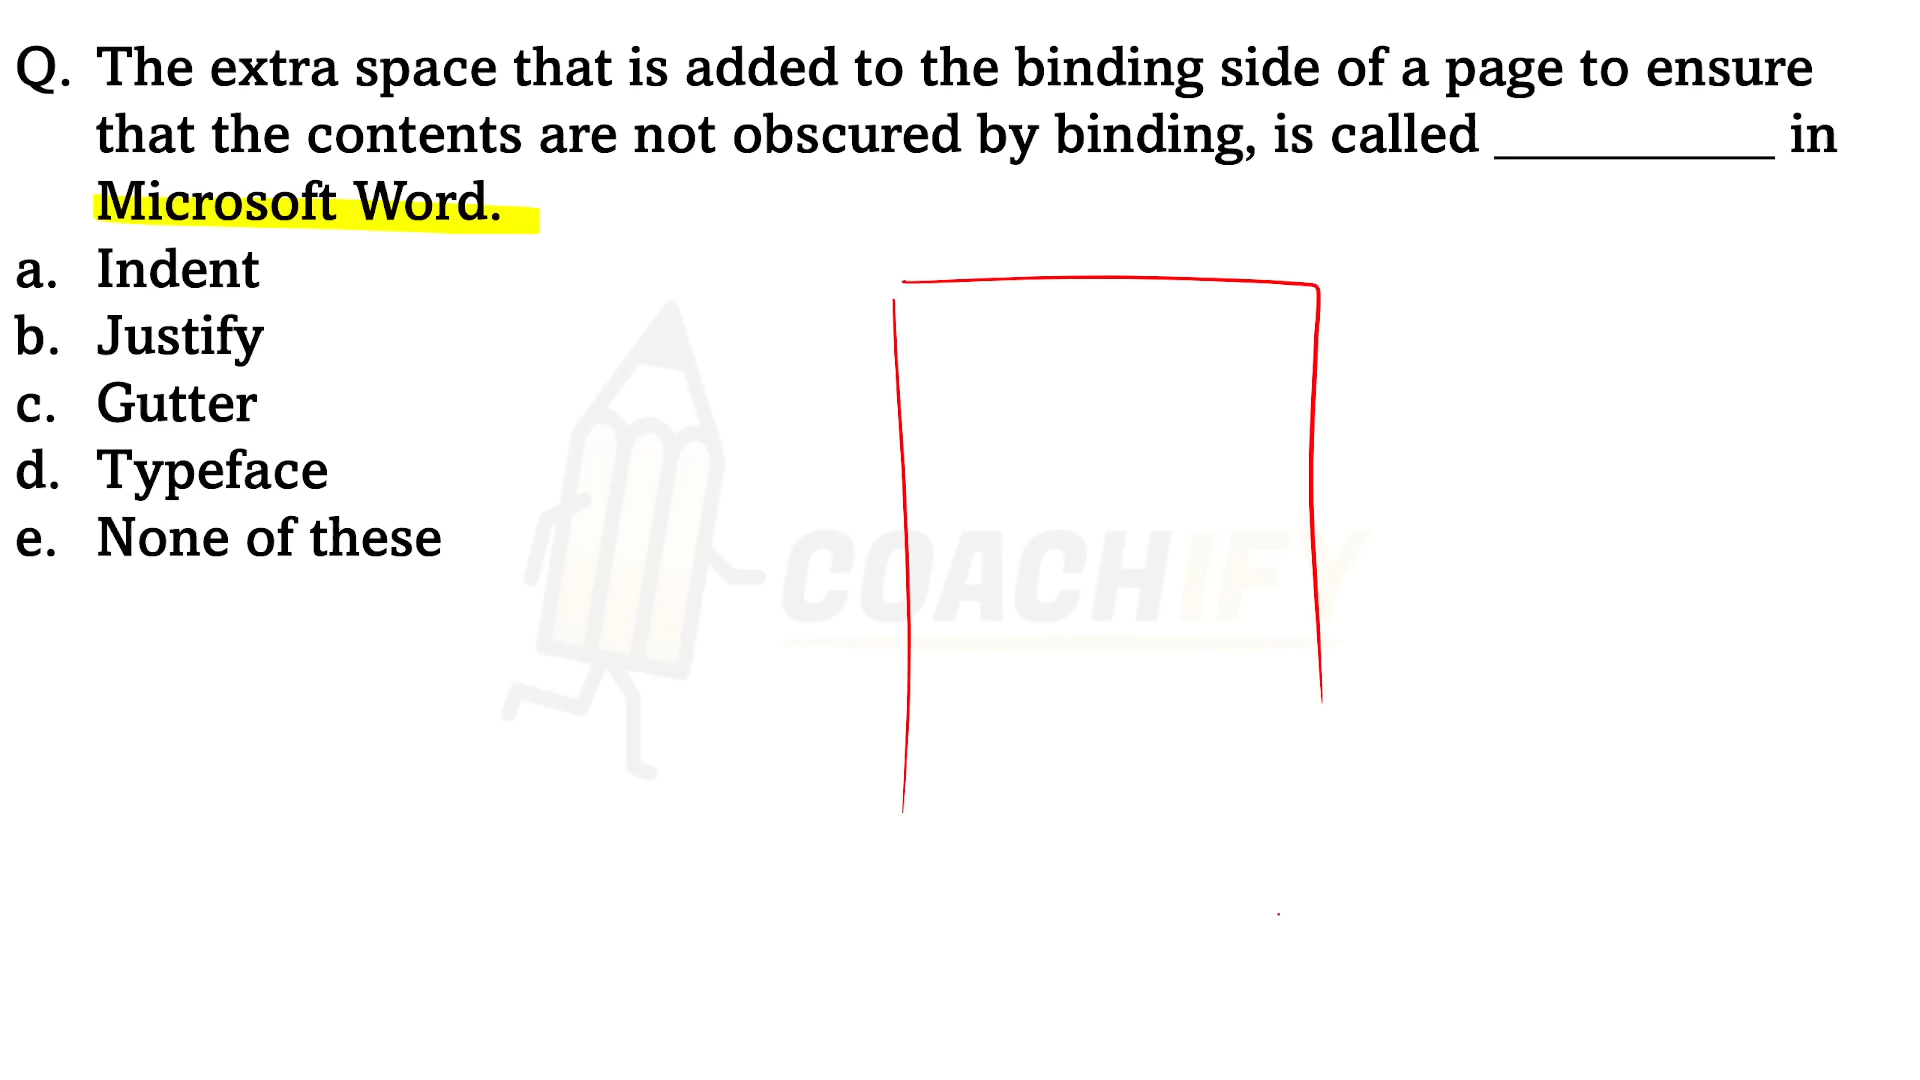 Q. The extra space that is added to the binding side of a page to ensure
that the contents are not obscured by binding, is called __________ in
Microsoft Word.
a. Indent
b. Justify
c. Gutter
d. Typeface
e. None of these
COACHIFY